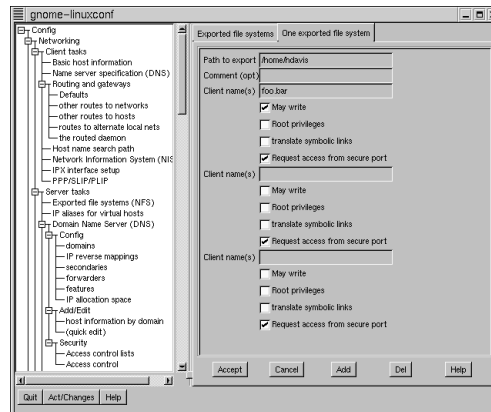 gnome-linuxconf
Config
Networking
Client tasks
Basic host information
Name server specification (DNS)
Routing and gateways
Defaults
other routes to networks
other routes to hosts
routes to alternate local nets
the routed daemon
Host name search path
Network Information System (NIS
IPX interface setup
PPP/SLIP/PLIP
Server tasks
Exported file systems (NFS)
IP aliases for virtual hosts
Domain Name Server (DNS)
Config
domains
IP reverse mappings
secondaries
forwarders
features
IP allocation space
Add/Edit
host information by domain
(quick edit)
Security
Access control lists
Access control
Quit Act/Changes Help
Exported file systems One exported file system
Path to export /home/hdavis
Comment (opt)
Client name(s) foo.bar
May write
Root privileges
translate symbolic links
Request access from secure port
Client name(s)
May write
Root privileges
translate symbolic links
Request access from secure port
Client name(s)
May write
Root privileges
translate symbolic links
Request access from secure port
Accept Cancel Add Del Help